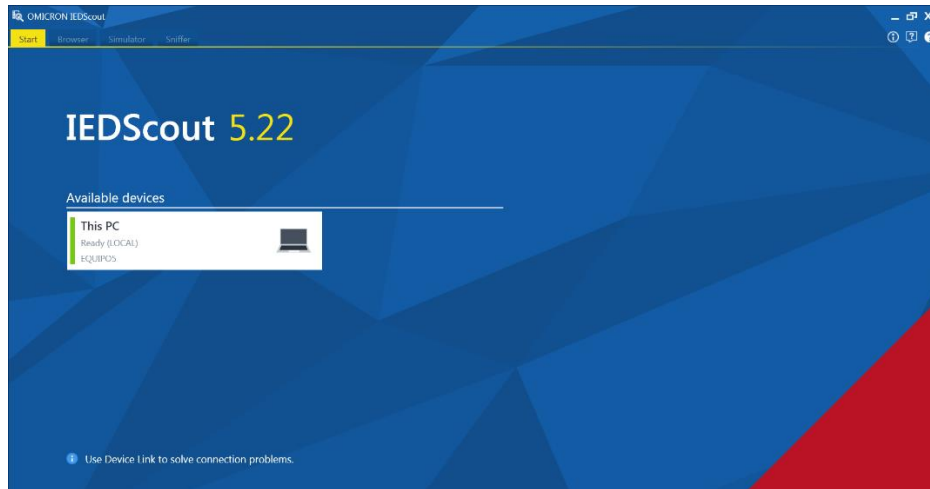 OMICRON IEDScout
Start Browser Simulator Sniffer
IEDScout 5.22
Available devices
This PC
Ready (LOCAL)
EQUIPOS
Use Device Link to solve connection problems.